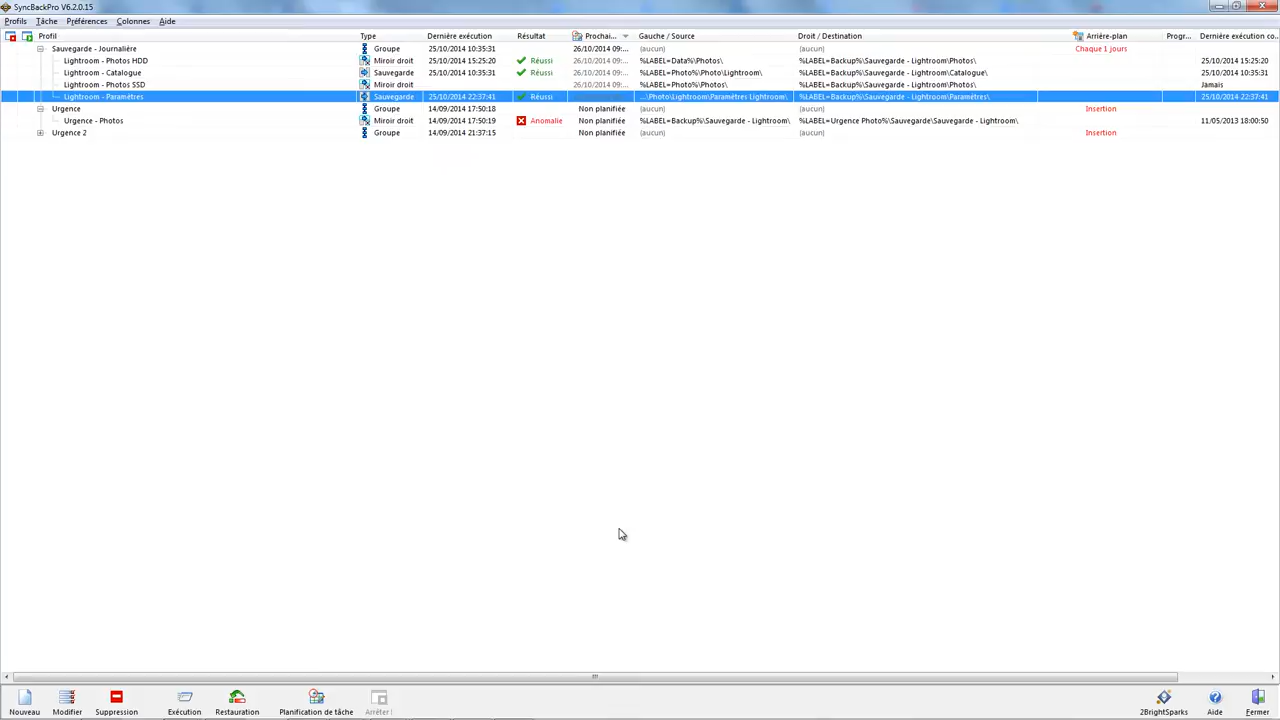 SyncBackPro V6.2.0.15
Profils Tâche Préférences Colonnes Aide
Profil Type Dernière exécution Résultat Prochai... Gauche / Source Droit / Destination Arrière-plan Progr... Dernière exécution co...
Sauvegarde - Journalière Groupe 25/10/2014 10:35:31 26/10/2014 09:... (aucun) (aucun) Chaque 1 jours
Lightroom - Photos HDD Miroir droit 25/10/2014 15:25:20 Réussi 26/10/2014 09:... %LABEL=Data%\Photos\ %LABEL=Backup%\Sauvegarde - Lightroom\Photos\ 25/10/2014 15:25:20
Lightroom - Catalogue Sauvegarde 25/10/2014 10:35:31 Réussi 26/10/2014 09:... %LABEL=Photo%\Photo\Lightroom\ %LABEL=Backup%\Sauvegarde - Lightroom\Catalogue\ 25/10/2014 10:35:31
Lightroom - Photos SSD Miroir droit 26/10/2014 09:... %LABEL=Photo%\Photos\ %LABEL=Backup%\Sauvegarde - Lightroom\Photos\ Jamais
Lightroom - Paramètres Sauvegarde 25/10/2014 22:37:41 Réussi ...\Photo\Lightroom\Paramètres Lightroom\ %LABEL=Backup%\Sauvegarde - Lightroom\Paramètres\ 25/10/2014 22:37:41
Urgence Groupe 14/09/2014 17:50:18 Non planifiée (aucun) (aucun) Insertion
Urgence - Photos Miroir droit 14/09/2014 17:50:19 Anomalie Non planifiée %LABEL=Backup%\Sauvegarde - Lightroom\ %LABEL=Urgence Photo%\Sauvegarde\Sauvegarde - Lightroom\ 11/05/2013 18:00:50
Urgence 2 Groupe 14/09/2014 21:37:15 Non planifiée (aucun) (aucun) Insertion
Nouveau Modifier Suppression Exécution Restauration Planification de tâche Arrêter! 2BrightSparks Aide Fermer